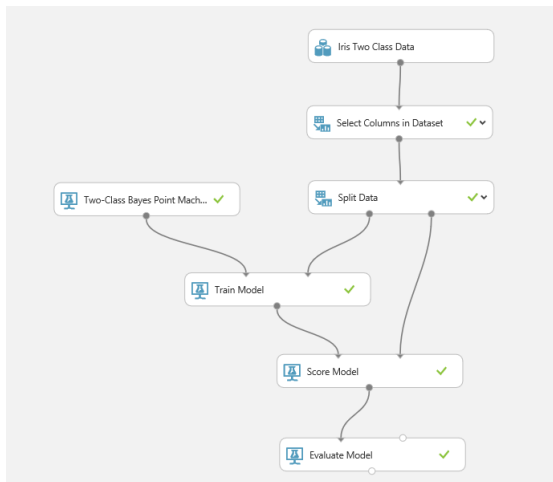 Iris Two Class Data
Select Columns in Dataset
Two-Class Bayes Point Mach...
Split Data
Train Model
Score Model
Evaluate Model